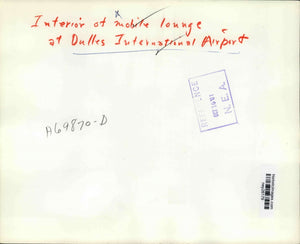 Interior of mobile lounge
at Dulles International Airport
A69870-D
N.E.A.